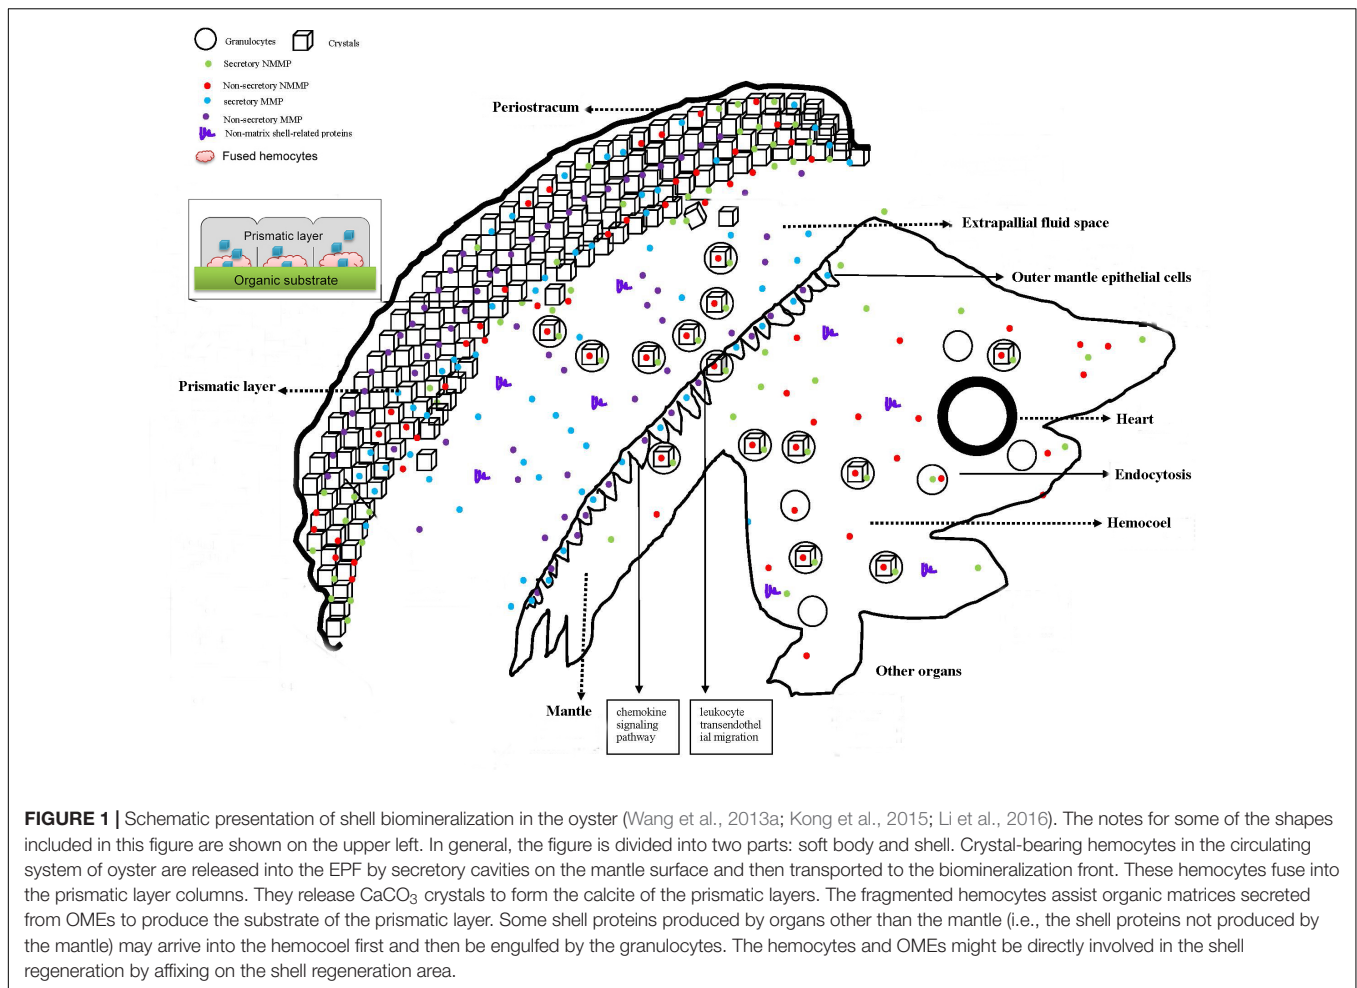 Granulocytes
Crystals
Secretory NMMP
Non-secretory NMMP
secretory MMP
Non-secretory MMP
Non-matrix shell-related proteins
Fused hemocytes
Periostracum
Prismatic layer
Organic substrate
Extrapallial fluid space
Outer mantle epithelial cells
Prismatic layer
Heart
Endocytosis
Hemocoel
Other organs
Mantle
chemokine
signaling
pathway
leukocyte
transendothel
ial migration
FIGURE 1 | Schematic presentation of shell biomineralization in the oyster (Wang et al., 2013a; Kong et al., 2015; Li et al., 2016). The notes for some of the shapes
included in this figure are shown on the upper left. In general, the figure is divided into two parts: soft body and shell. Crystal-bearing hemocytes in the circulating
system of oyster are released into the EPF by secretory cavities on the mantle surface and then transported to the biomineralization front. These hemocytes fuse into
the prismatic layer columns. They release CaCO₃ crystals to form the calcite of the prismatic layers. The fragmented hemocytes assist organic matrices secreted
from OMEs to produce the substrate of the prismatic layer. Some shell proteins produced by organs other than the mantle (i.e., the shell proteins not produced by
the mantle) may arrive into the hemocoel first and then be engulfed by the granulocytes. The hemocytes and OMEs might be directly involved in the shell
regeneration by affixing on the shell regeneration area.